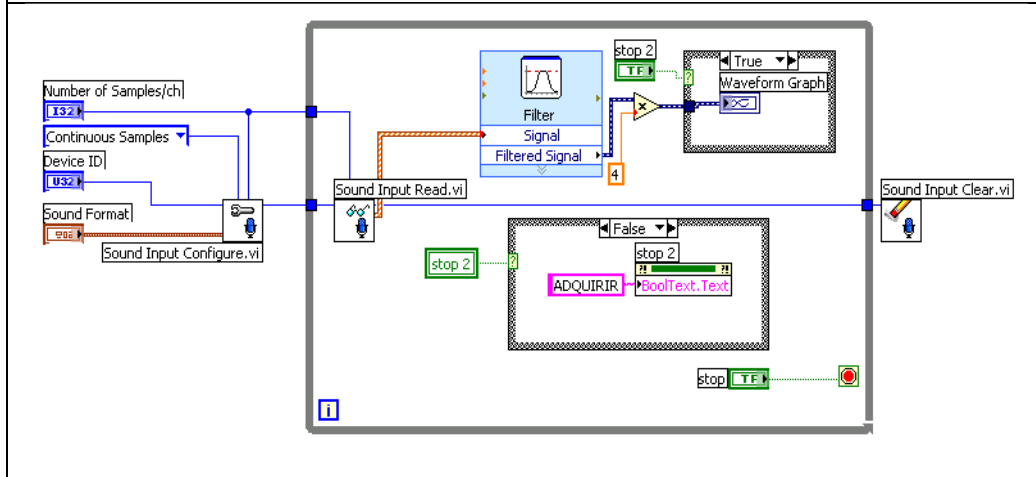 stop 2
TF
True
Waveform Graph
Number of Samples/ch
I32
Continuous Samples
Device ID
U32
Sound Format
Sound Input Configure.vi
Filter
Signal
Filtered Signal
x
4
?
Sound Input Read.vi
Sound Input Clear.vi
False
stop 2
?
stop 2
?! ?!
ADQUIRIR
BoolText.Text
stop
TF
i